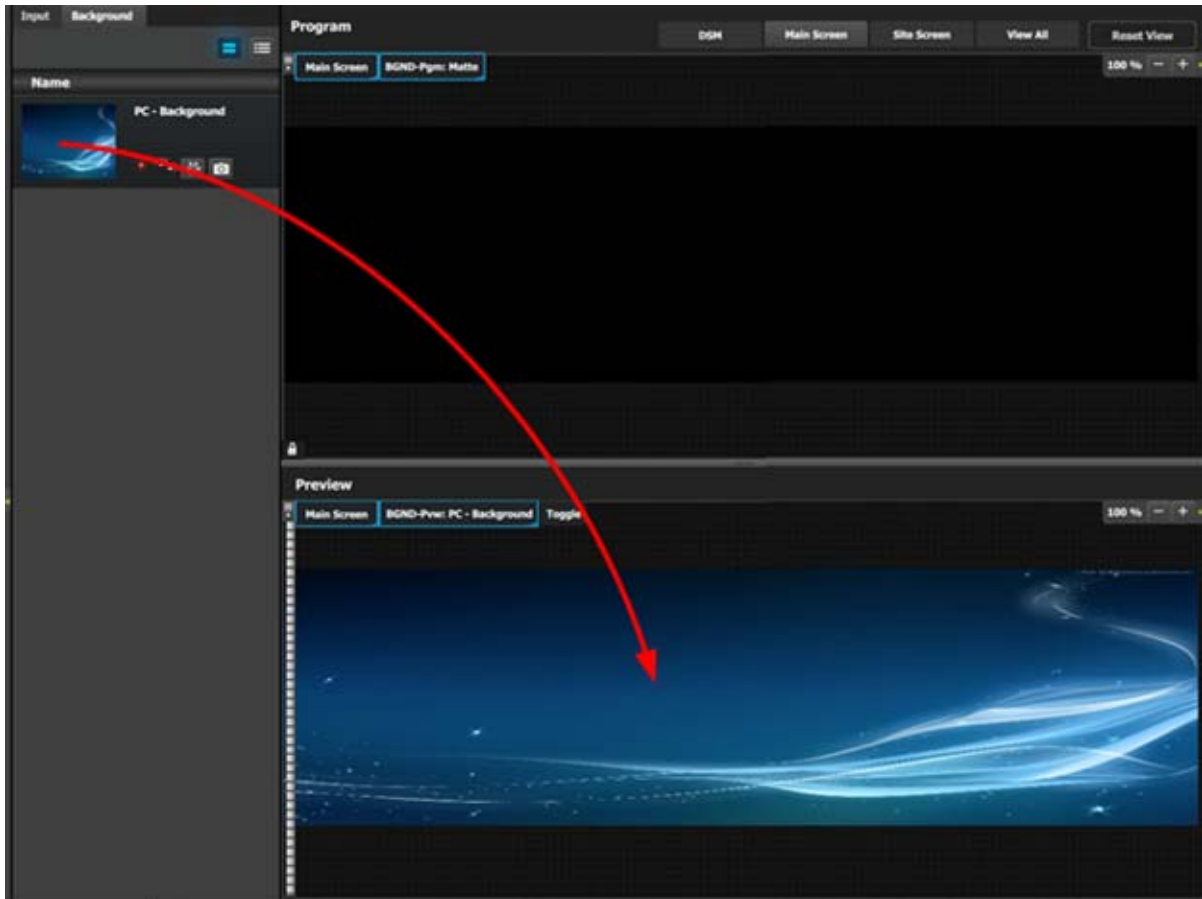 Input Background
Name
PC - Background
Program
DSM Main Screen Site Screen View All Reset View
Main Screen BGND-Pgm: Matte
100 % − +
Preview
Main Screen BGND-Pvw: PC - Background Toggle
100 % − +